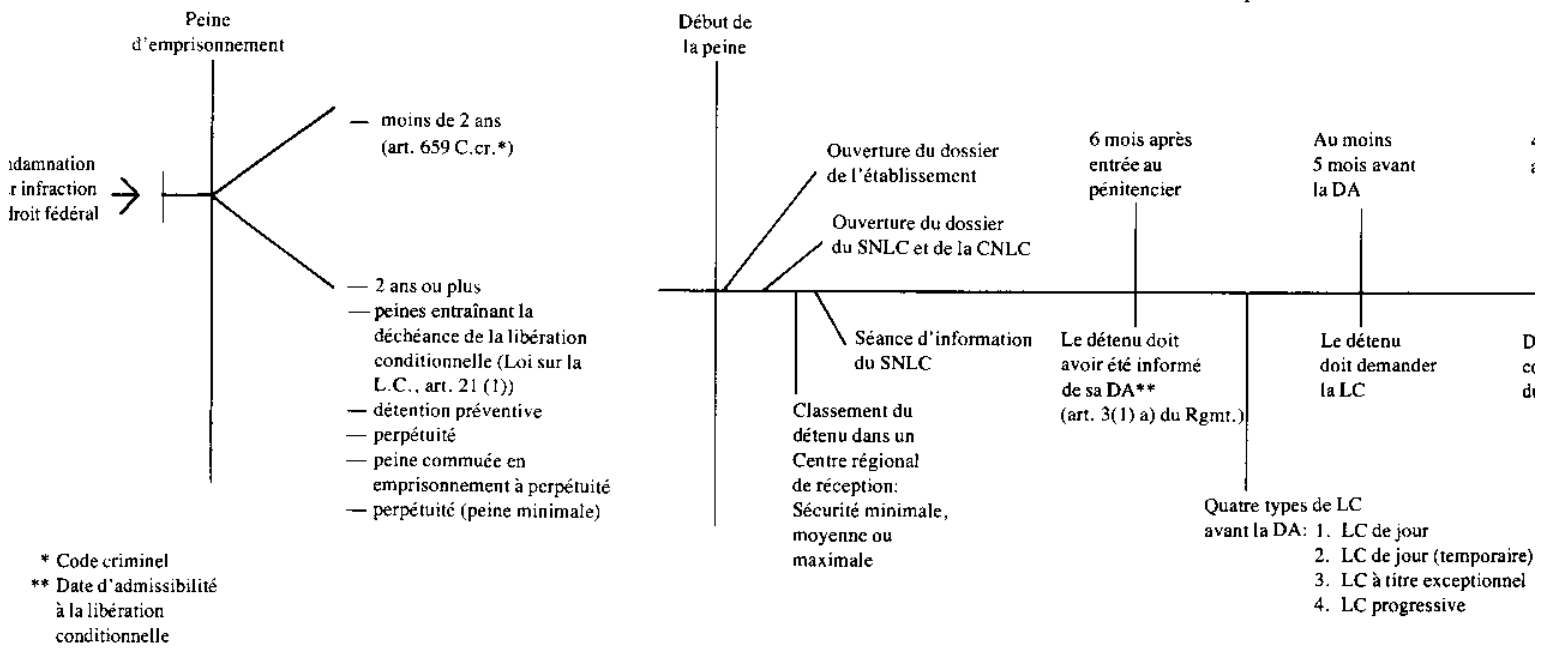 Peine
d'emprisonnement
— moins de 2 ans
(art. 659 C.cr.*)
infraction
fédéral
— 2 ans ou plus
— peines entraînant la
déchéance de la libération
conditionnelle (Loi sur la
L.C., art. 21 (1))
— détention préventive
— perpétuité
— peine commuée en
emprisonnement à perpétuité
— perpétuité (peine minimale)
* Code criminel
** Date d'admissibilité
à la libération
conditionnelle
Début de
la peine
Ouverture du dossier
de l'établissement
Ouverture du dossier
du SNLC et de la CNLC
Séance d'information
du SNLC
Classement du
détenu dans un
Centre régional
de réception:
Sécurité minimale,
moyenne ou
maximale
6 mois après
entrée au
pénitencier
Le détenu doit
avoir été informé
de sa DA**
(art. 3(1) a) du Rgmt.)
Au moins
5 mois avant
la DA
Le détenu
doit demander
la LC
Quatre types de LC
avant la DA: 1. LC de jour
2. LC de jour (temporaire)
3. LC à titre exceptionnel
4. LC progressive